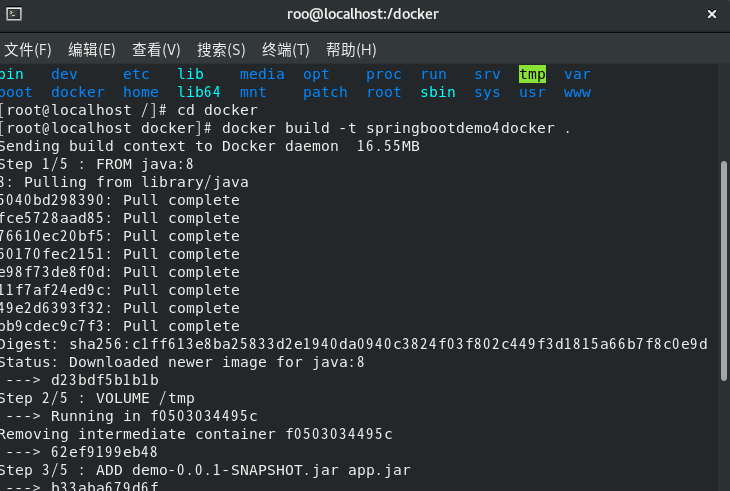 roo@localhost:/docker
文件(F) 编辑(E) 查看(V) 搜索(S) 终端(T) 帮助(H)
bin dev etc lib media opt proc run srv tmp var
boot docker home lib64 mnt patch root sbin sys usr www
[root@localhost /]# cd docker
[root@localhost docker]# docker build -t springbootdemo4docker .
Sending build context to Docker daemon  16.55MB
Step 1/5 : FROM java:8
8: Pulling from library/java
5040bd298390: Pull complete
fce5728aad85: Pull complete
76610ec20bf5: Pull complete
60170fec2151: Pull complete
e98f73de8f0d: Pull complete
11f7af24ed9c: Pull complete
49e2d6393f32: Pull complete
bb9cdec9c7f3: Pull complete
Digest: sha256:c1ff613e8ba25833d2e1940da0940c3824f03f802c449f3d1815a66b7f8c0e9d
Status: Downloaded newer image for java:8
---> d23bdf5b1b1b
Step 2/5 : VOLUME /tmp
---> Running in f0503034495c
Removing intermediate container f0503034495c
---> 62ef9199eb48
Step 3/5 : ADD demo-0.0.1-SNAPSHOT.jar app.jar
---> b33aba679d6f